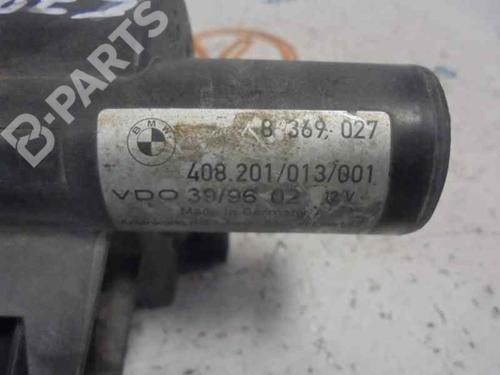 BMW
8 369 027
408.201/013/001
VDO 39/96 02 12V
Made in Germany
B-PARTS